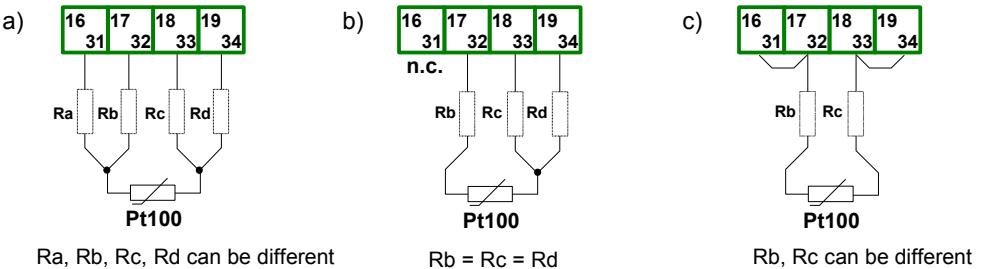 a)
16 17 18 19
31 32 33 34
Ra Rb Rc Rd
Pt100
Ra, Rb, Rc, Rd can be different
b)
16 17 18 19
31 32 33 34
n.c.
Rb Rc Rd
Pt100
Rb = Rc = Rd
c)
16 17 18 19
31 32 33 34
Rb Rc
Pt100
Rb, Rc can be different